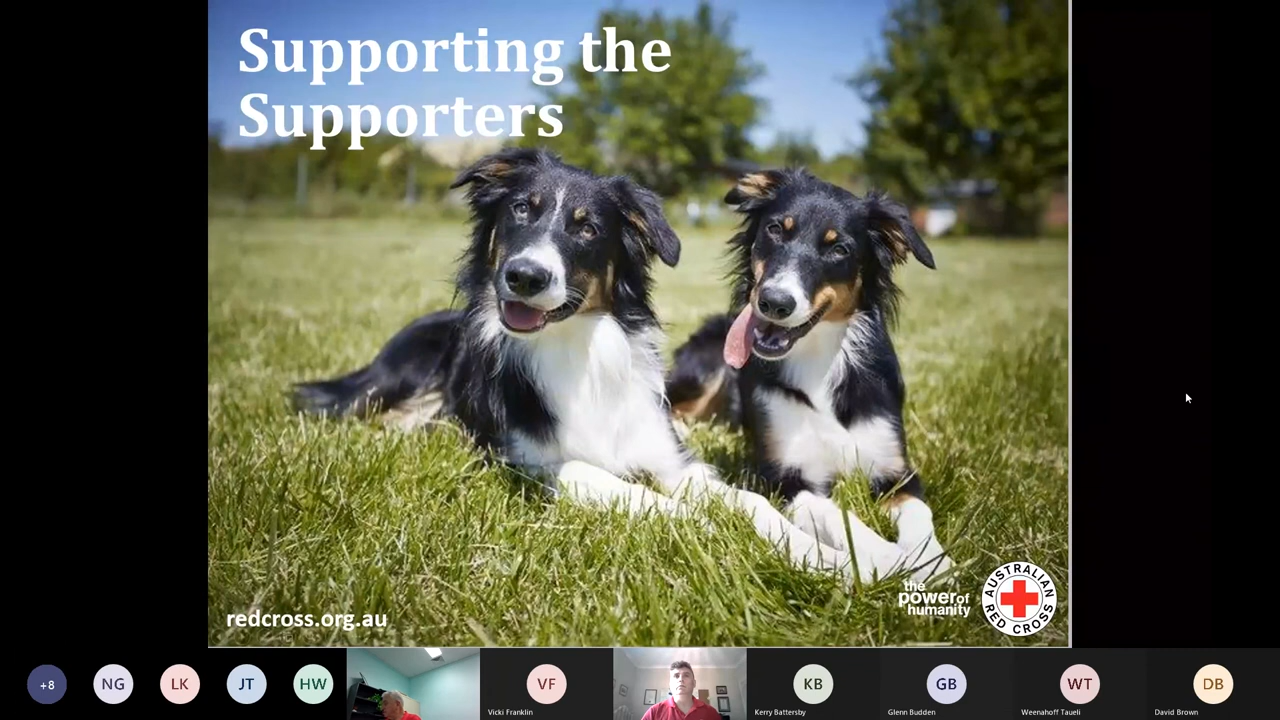 Supporting the
Supporters
the
power of
humanity
AUSTRALIAN
RED CROSS
redcross.org.au
+8
NG
LK
JT
HW
VF
KB
GB
WT
DB
Vicki Franklin
Kerry Battersby
Glenn Budden
Weenahoff Taueli
David Brown